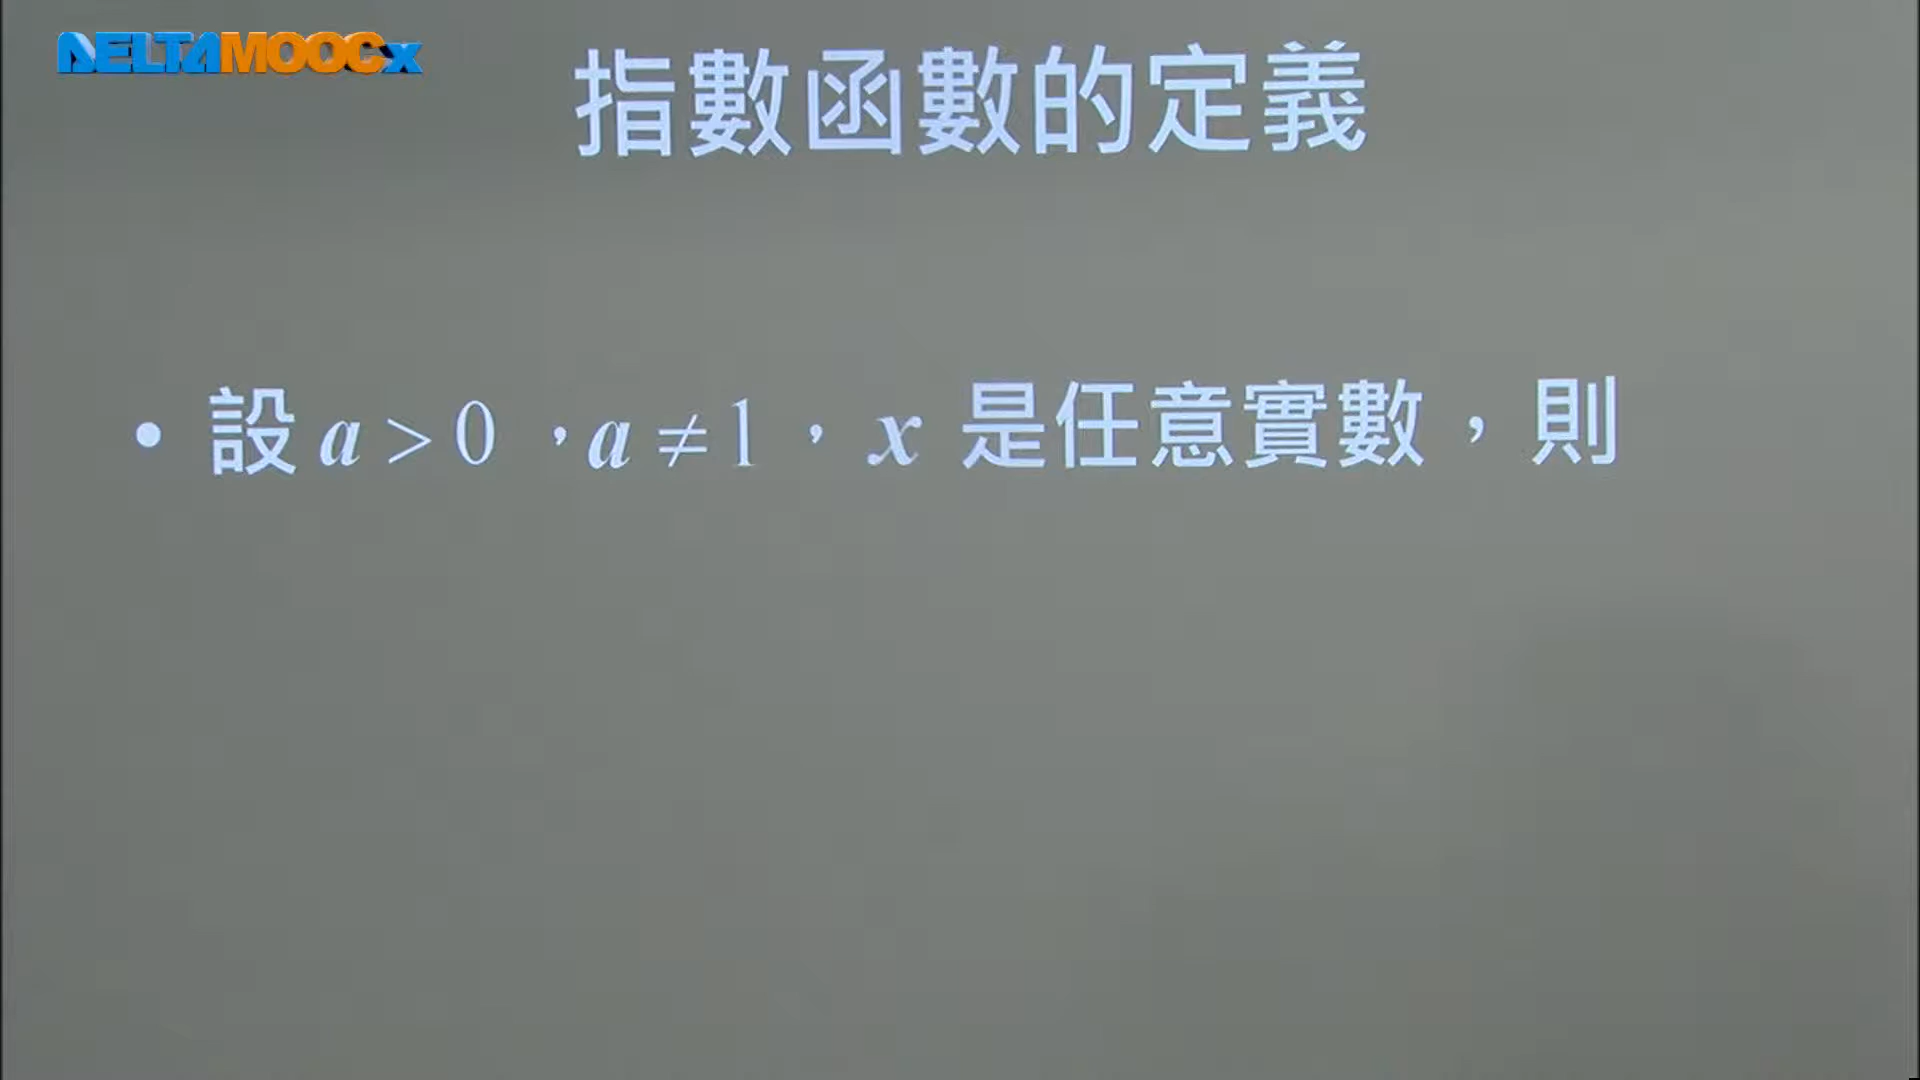 DELTAMOOCx
指數函數的定義
• 設 a > 0 ，a ≠ 1 ， x 是任意實數，則